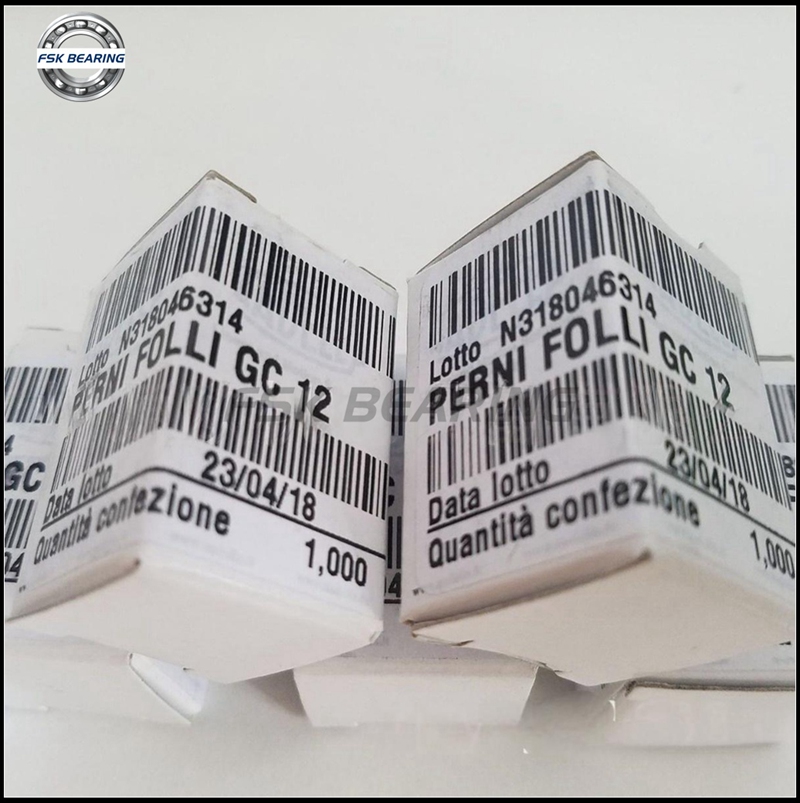 FSK BEARING
Lotto N318046314
PERNI FOLLI GC 12
Data lotto 23/04/18
Quantità confezione 1,000
Lotto N318046314
PERNI FOLLI GC 12
Data lotto 23/04/18
Quantità confezione 1,000
FSK BEARING
GC